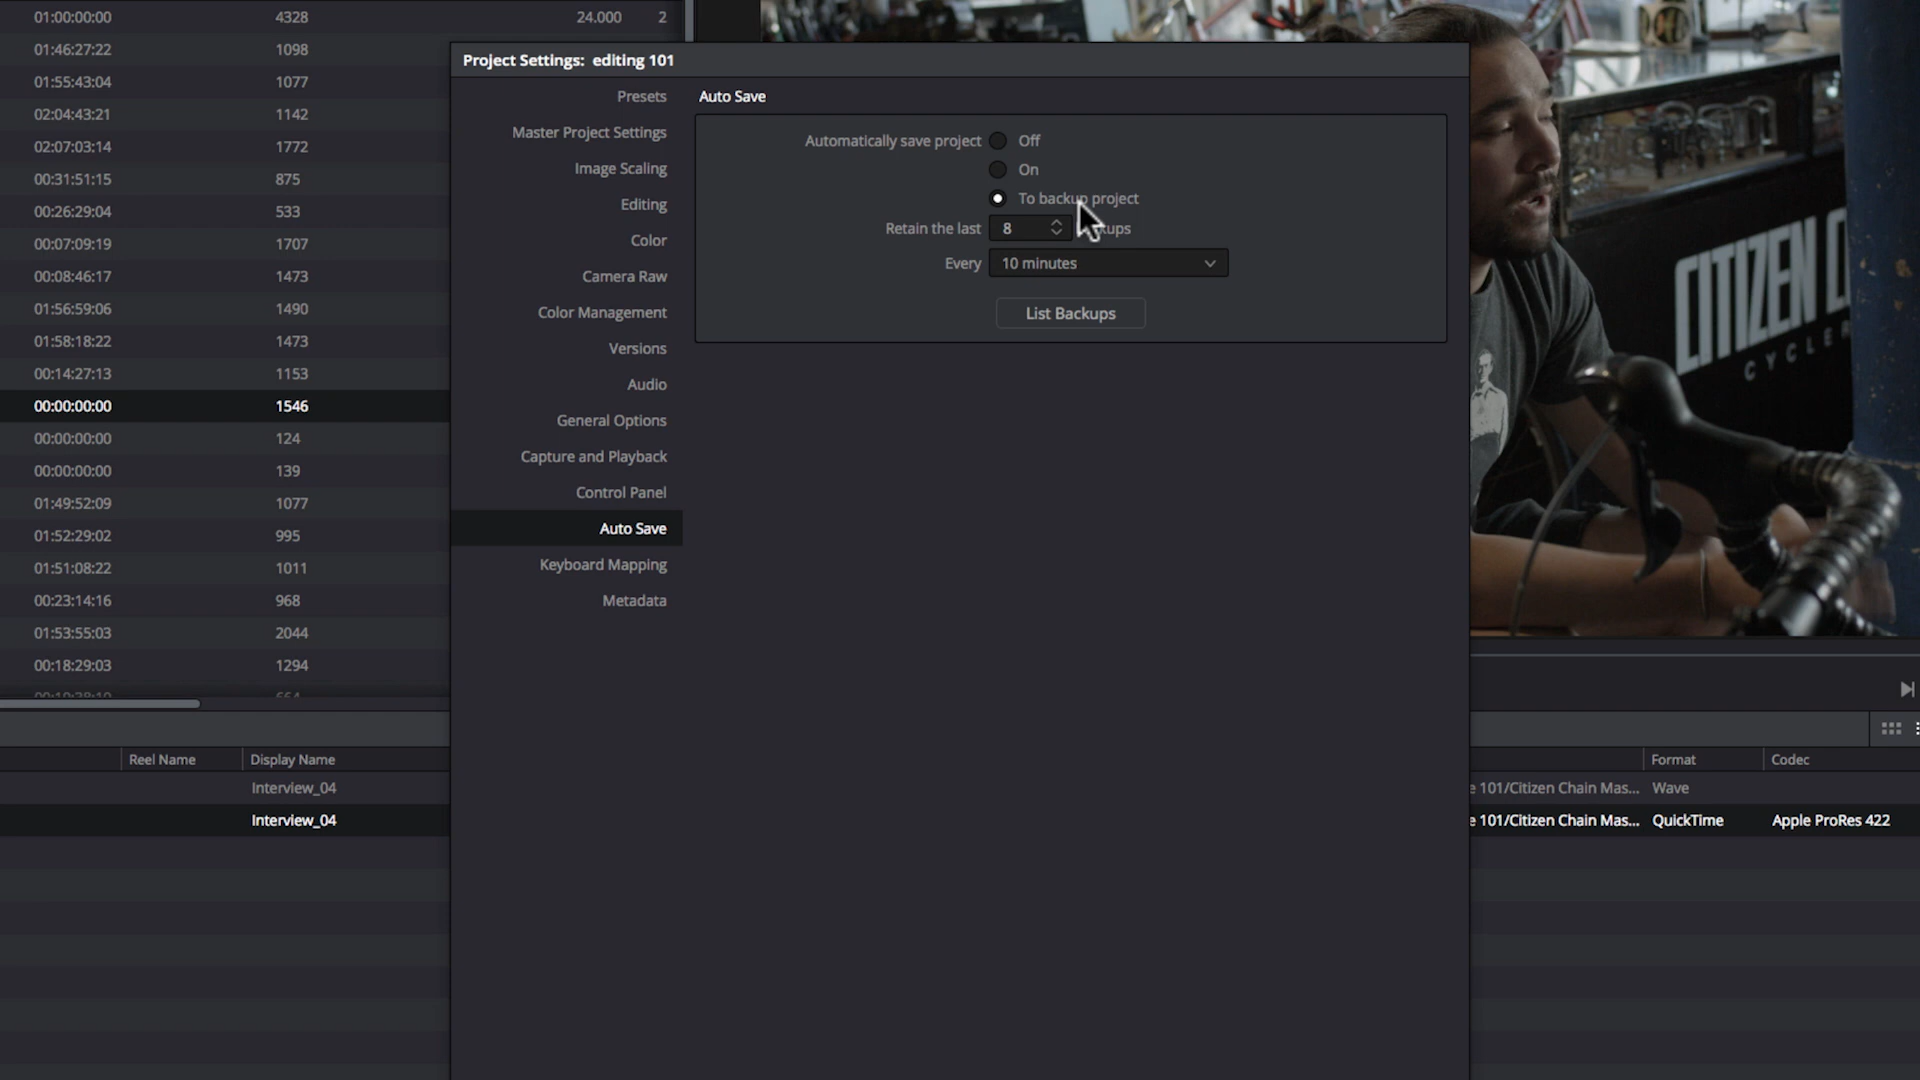 01:00:00:00 4328 24.000 2
01:46:27:22 1098
01:55:43:04 1077
02:04:43:21 1142
02:07:03:14 1772
00:31:51:15 875
00:26:29:04 533
00:07:09:19 1707
00:08:46:17 1473
01:56:59:06 1490
01:58:18:22 1473
00:14:27:13 1153
00:00:00:00 1546
00:00:00:00 124
00:00:00:00 139
01:49:52:09 1077
01:52:29:02 995
01:51:08:22 1011
00:23:14:16 968
01:53:55:03 2044
00:18:29:03 1294
Project Settings: editing 101
Presets
Master Project Settings
Image Scaling
Editing
Color
Camera Raw
Color Management
Versions
Audio
General Options
Capture and Playback
Control Panel
Auto Save
Keyboard Mapping
Metadata
Auto Save
Automatically save project Off
On
To backup project
Retain the last 8
Every 10 minutes
List Backups
CITIZEN
CYCLER
Reel Name Display Name Format Codec
Interview_04 e 101/Citizen Chain Mas... Wave
Interview_04 e 101/Citizen Chain Mas... QuickTime Apple ProRes 422